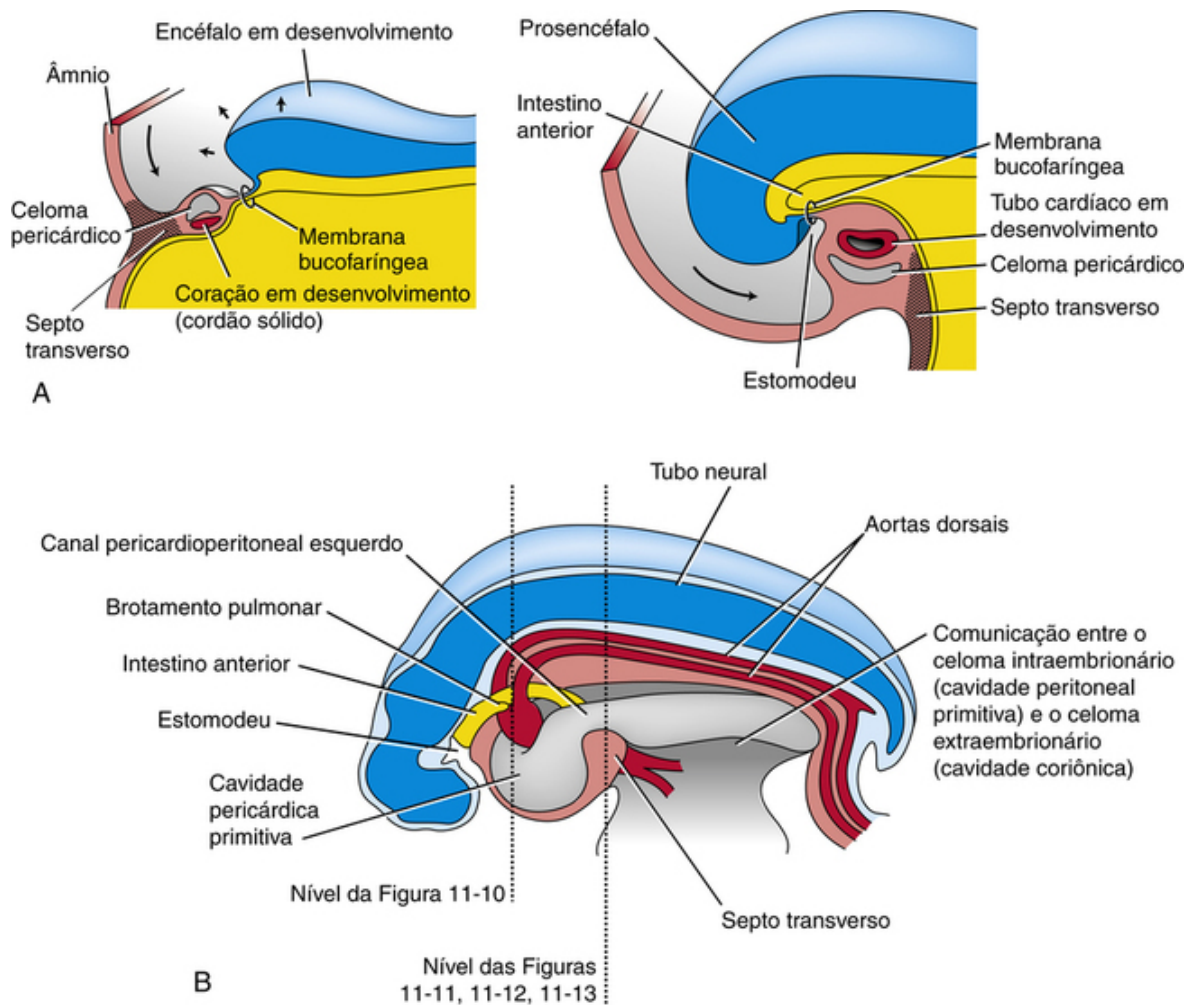 Encéfalo em desenvolvimento
Âmnio
Celoma
pericárdico
Membrana
bucofaríngea
Coração em desenvolvimento
(cordão sólido)
Septo
transverso
A
Prosencéfalo
Intestino
anterior
Membrana
bucofaríngea
Tubo cardíaco em
desenvolvimento
Celoma pericárdico
Septo transverso
Estomodeu
Tubo neural
Aortas dorsais
Canal pericardioperitoneal esquerdo
Brotamento pulmonar
Intestino anterior
Estomodeu
Cavidade
pericárdica
primitiva
Comunicação entre o
celoma intraembrionário
(cavidade peritoneal
primitiva) e o celoma
extraembrionário
(cavidade coriônica)
Nível da Figura 11-10
Septo transverso
Nível das Figuras
11-11, 11-12, 11-13
B